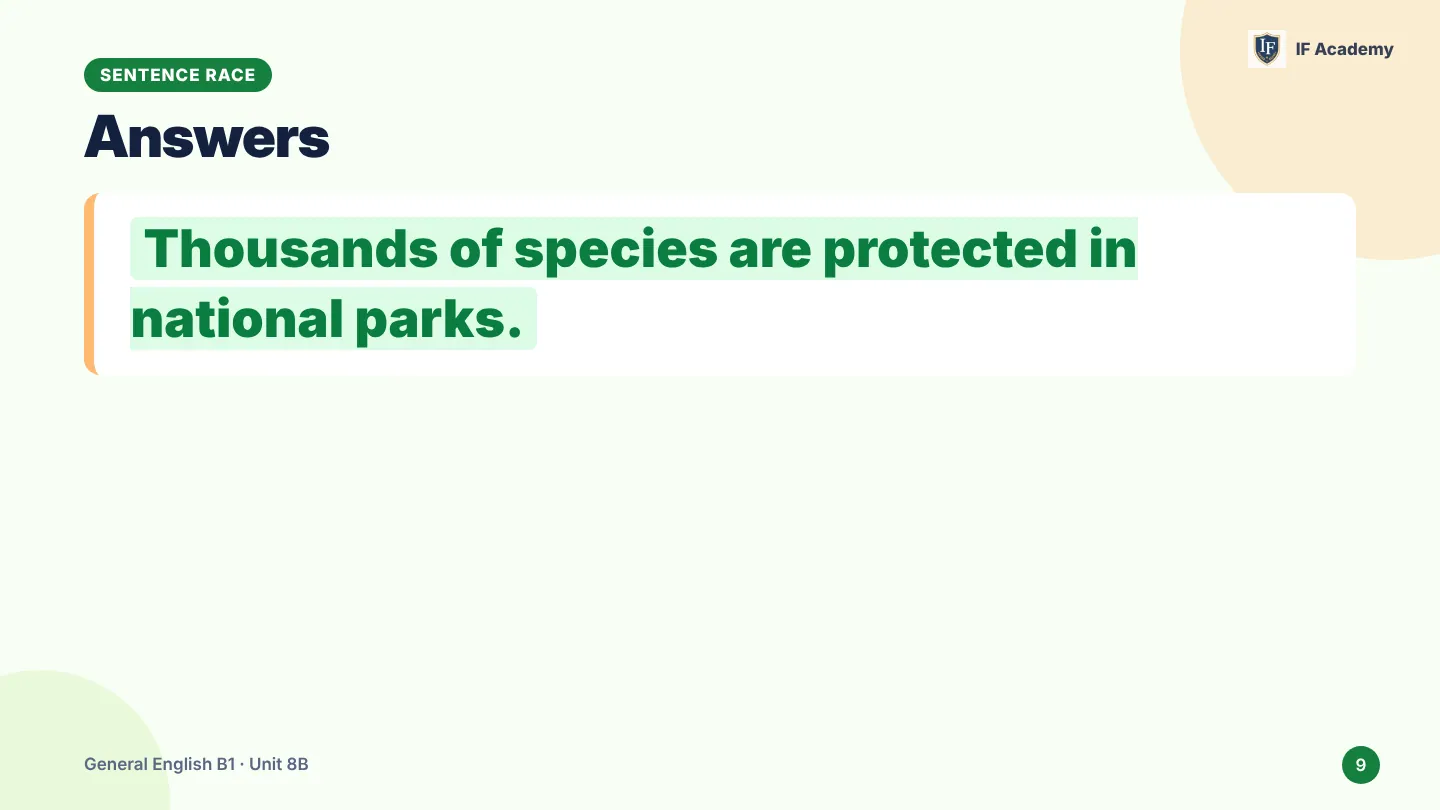 IF IF Academy
SENTENCE RACE
Answers
Thousands of species are protected in
national parks.
General English B1 · Unit 8B
9